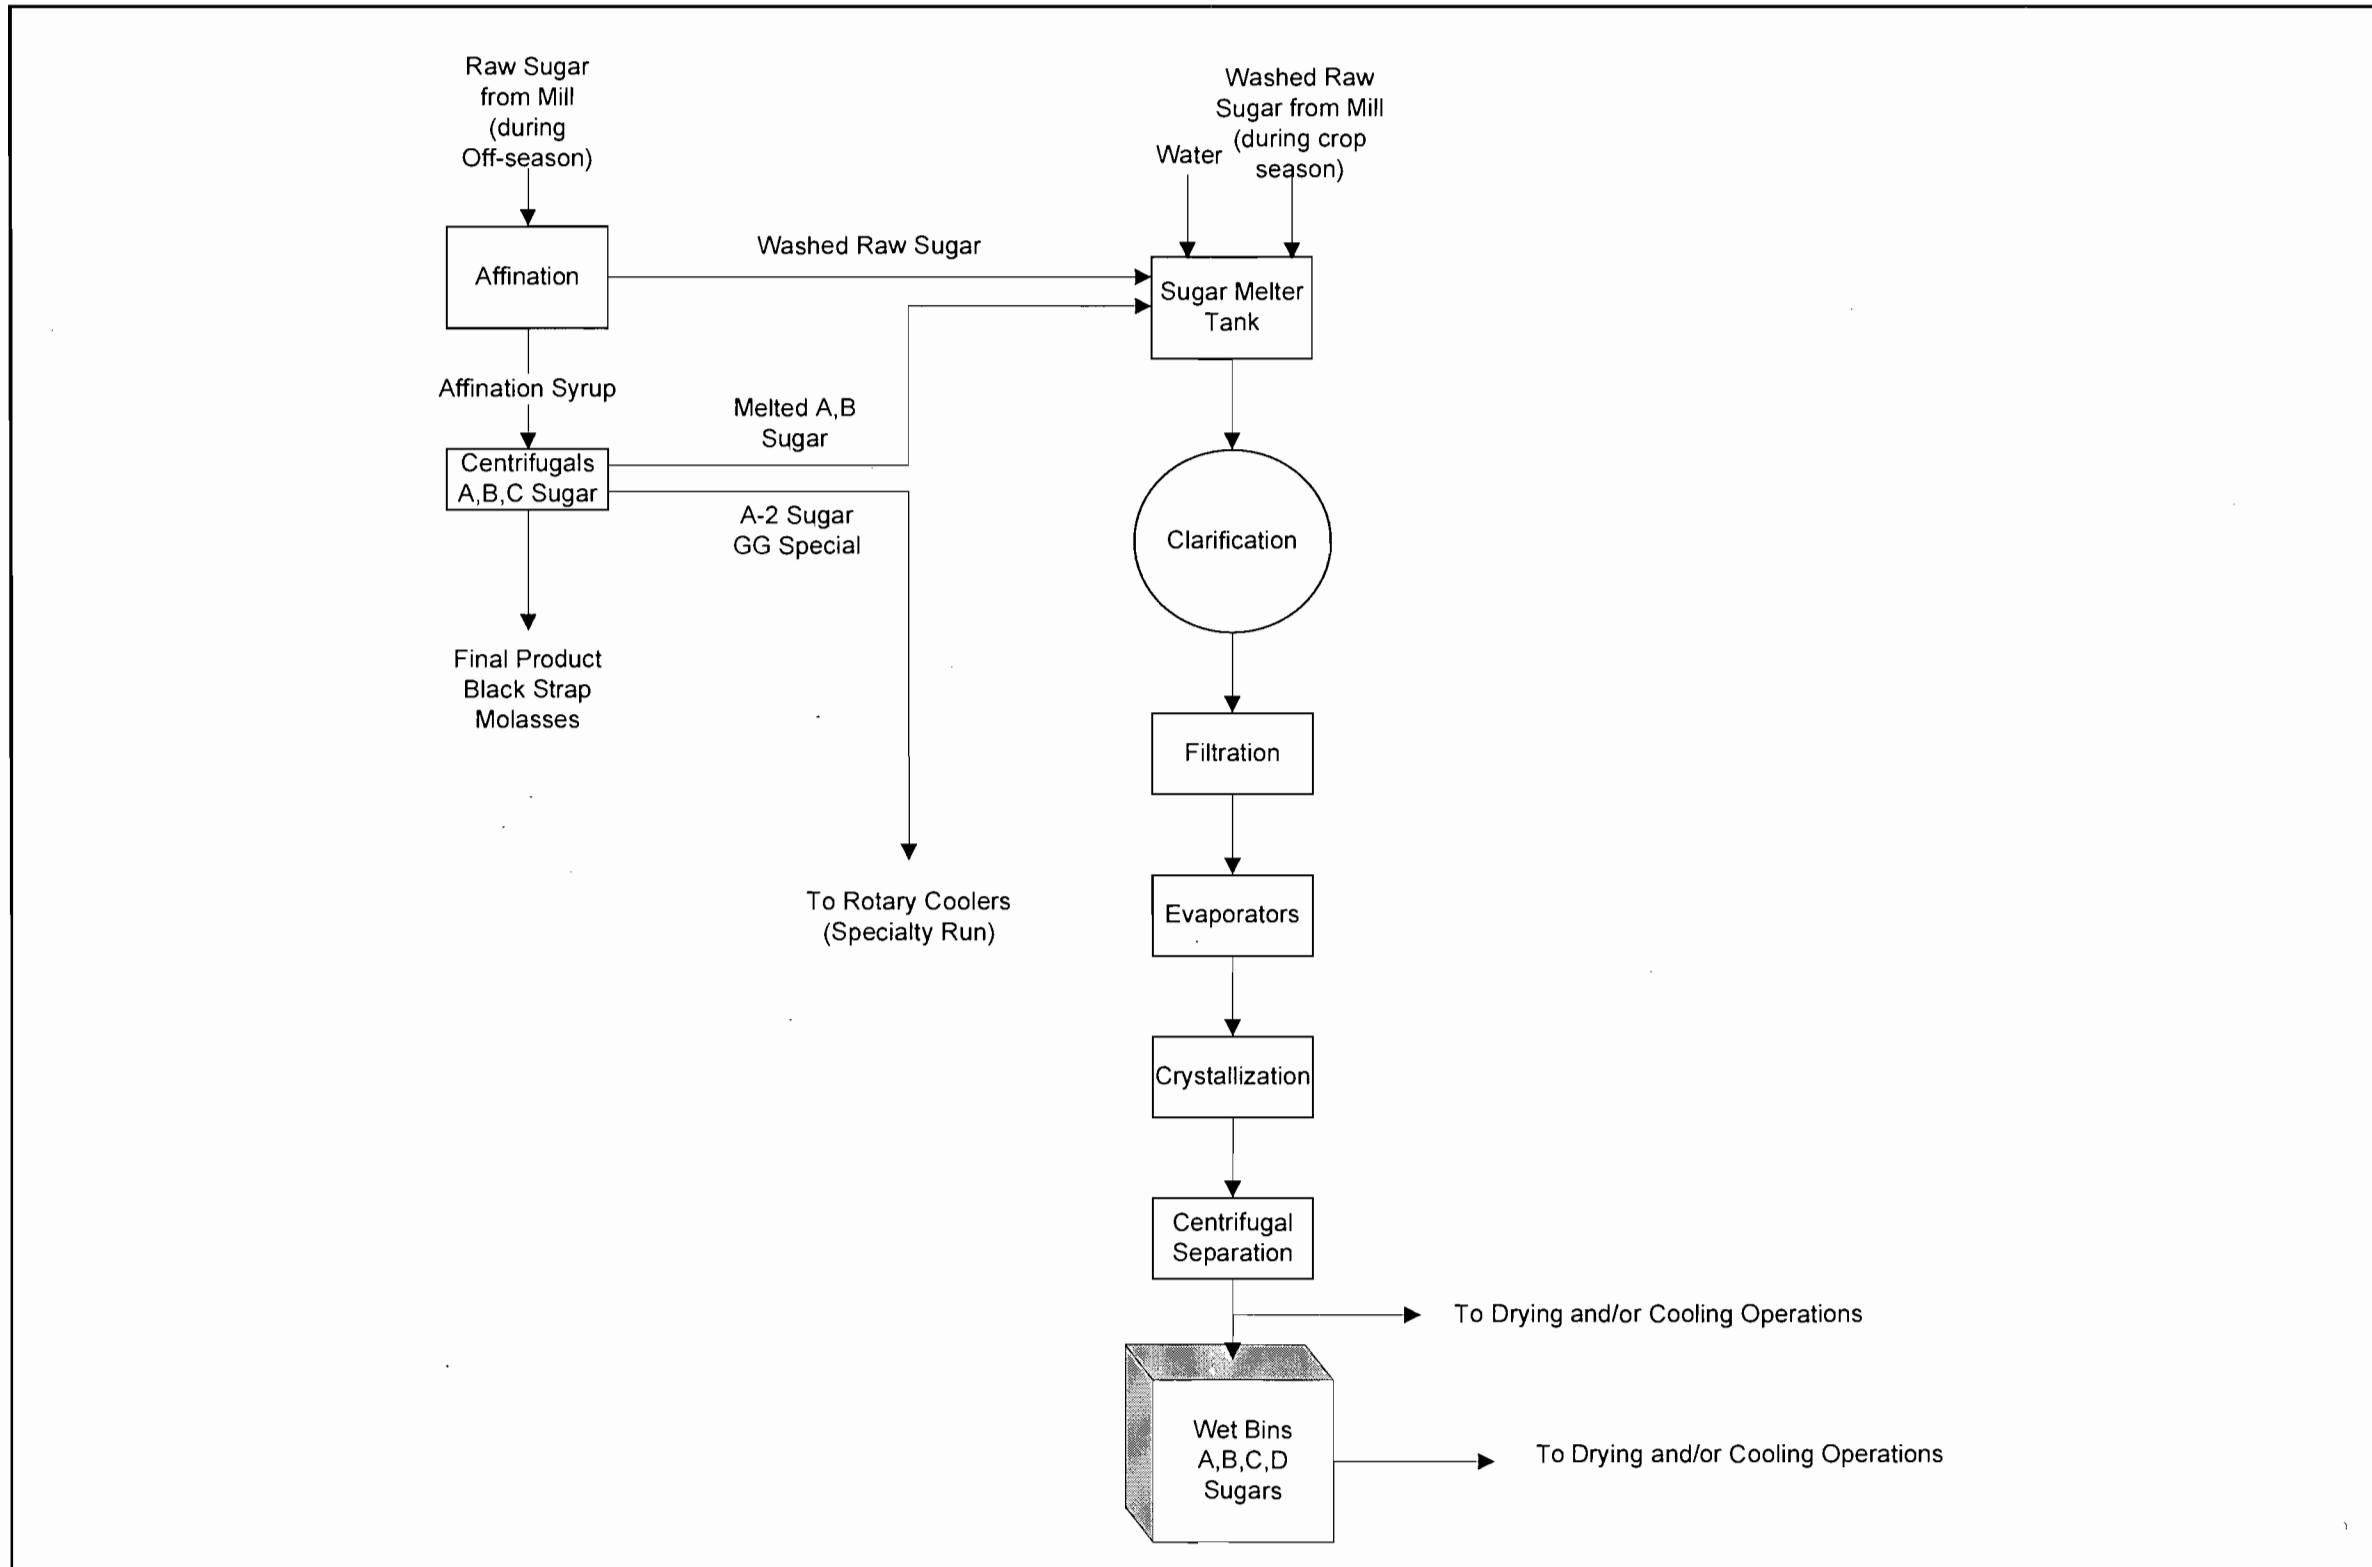 Raw Sugar
from Mill
(during
Off-season)
Washed Raw
Sugar from Mill
(during crop
season)
Water
Affination
Washed Raw Sugar
Sugar Melter
Tank
Affination Syrup
Melted A,B
Sugar
Centrifugals
A,B,C Sugar
A-2 Sugar
GG Special
Clarification
Final Product
Black Strap
Molasses
Filtration
To Rotary Coolers
(Specialty Run)
Evaporators
Crystallization
Centrifugal
Separation
To Drying and/or Cooling Operations
Wet Bins
A,B,C,D
Sugars
To Drying and/or Cooling Operations